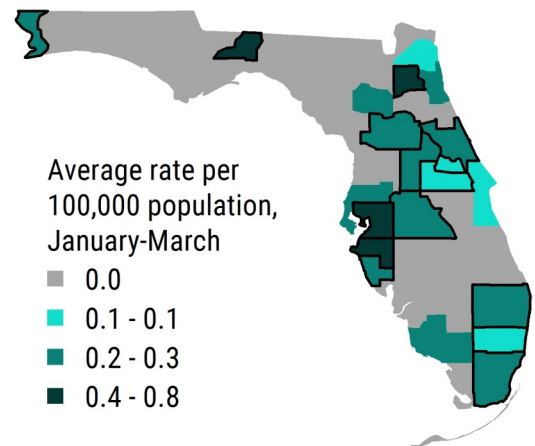 Average rate per
100,000 population,
January-March
0.0
0.1 - 0.1
0.2 - 0.3
0.4 - 0.8